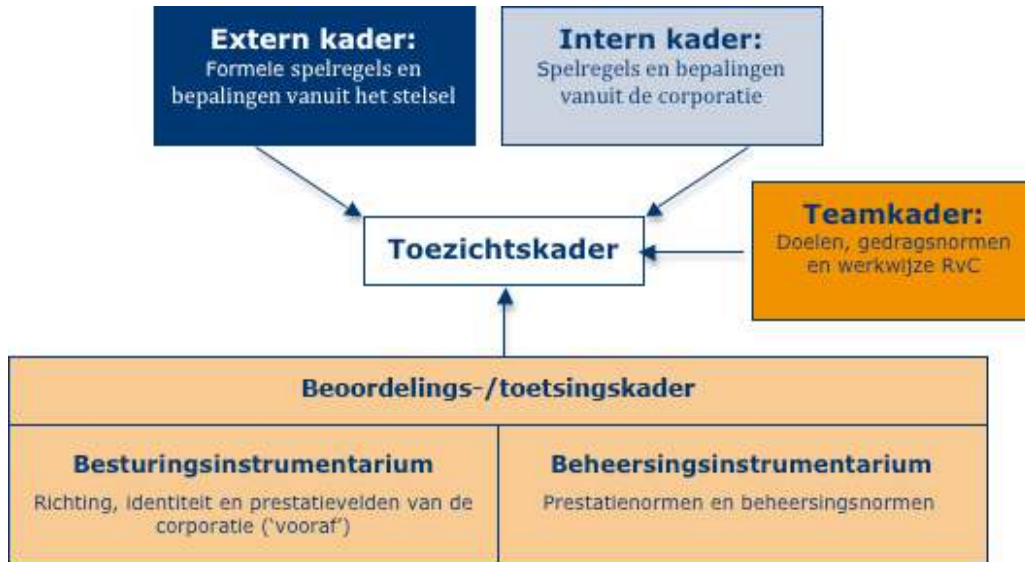 Extern kader:
Formele spelregels en
bepalingen vanuit het stelsel
Intern kader:
Spelregels en bepalingen
vanuit de corporatie
Teamkader:
Doelen, gedragsnormen
en werkwijze RvC
Toezichtskader
Beoordelings-/toetsingskader
Besturingsinstrumentarium
Richting, identiteit en prestatievelden van de
corporatie (‘vooraf’)
Beheersingsinstrumentarium
Prestatienormen en beheersingsnormen